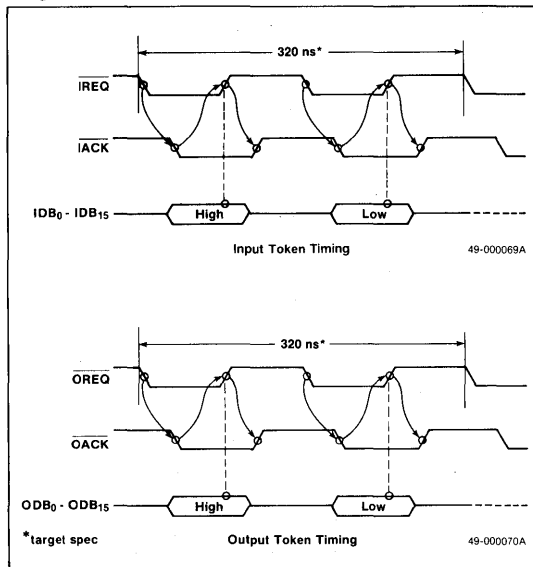 320 ns*
IREQ
IACK
IDB₀ - IDB₁₅
High
Low
Input Token Timing
49-000069A
320 ns*
OREQ
OACK
ODB₀ - ODB₁₅
High
Low
*target spec
Output Token Timing
49-000070A